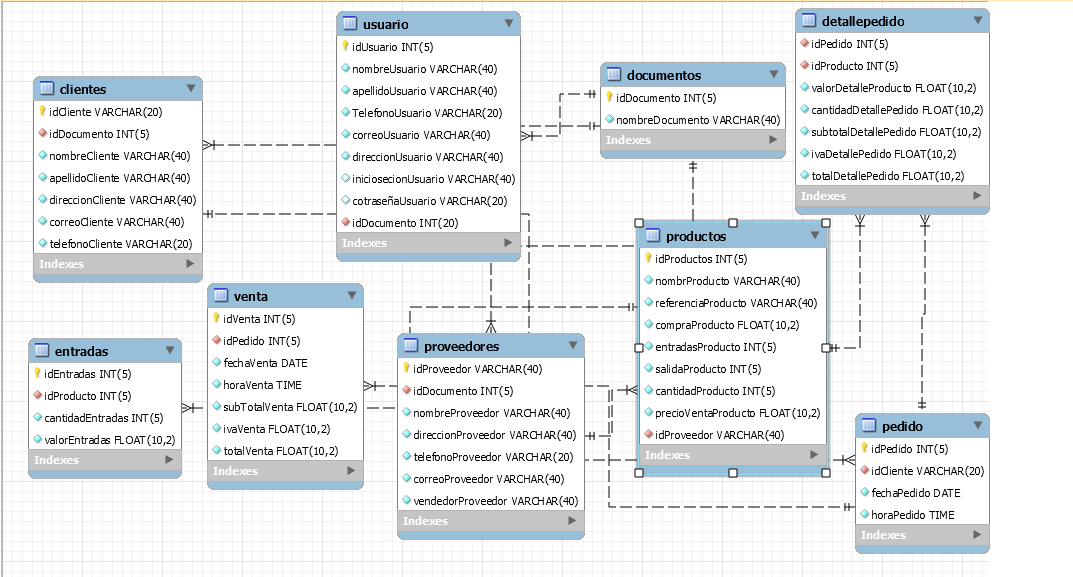 usuario
idUsuario INT(5)
nombreUsuario VARCHAR(40)
apellidoUsuario VARCHAR(40)
TelefonoUsuario VARCHAR(20)
correoUsuario VARCHAR(40)
direccionUsuario VARCHAR(40)
iniciosecionUsuario VARCHAR(40)
cotraseñaUsuario VARCHAR(20)
idDocumento INT(20)
Indexes
detallepedido
idPedido INT(5)
idProducto INT(5)
valorDetalleProducto FLOAT(10,2)
cantidadDetallePedido FLOAT(10,2)
subtotalDetallePedido FLOAT(10,2)
ivaDetallePedido FLOAT(10,2)
totalDetallePedido FLOAT(10,2)
Indexes
documentos
idDocumento INT(5)
nombreDocumento VARCHAR(40)
Indexes
clientes
idCliente VARCHAR(20)
idDocumento INT(5)
nombreCliente VARCHAR(40)
apellidoCliente VARCHAR(40)
direccionCliente VARCHAR(40)
correoCliente VARCHAR(40)
telefonoCliente VARCHAR(20)
Indexes
productos
idProductos INT(5)
nombrProducto VARCHAR(40)
referenciaProducto VARCHAR(40)
compraProducto FLOAT(10,2)
entradasProducto INT(5)
salidaProducto INT(5)
cantidadProducto INT(5)
precioVentaProducto FLOAT(10,2)
idProveedor VARCHAR(40)
Indexes
venta
idVenta INT(5)
idPedido INT(5)
fechaVenta DATE
horaVenta TIME
subTotalVenta FLOAT(10,2)
ivaVenta FLOAT(10,2)
totalVenta FLOAT(10,2)
Indexes
entradas
idEntradas INT(5)
idProducto INT(5)
cantidadEntradas INT(5)
valorEntradas FLOAT(10,2)
Indexes
proveedores
idProveedor VARCHAR(40)
idDocumento INT(5)
nombreProveedor VARCHAR(40)
direccionProveedor VARCHAR(40)
telefonoProveedor VARCHAR(20)
correoProveedor VARCHAR(40)
vendedorProveedor VARCHAR(40)
Indexes
pedido
idPedido INT(5)
idCliente VARCHAR(20)
fechaPedido DATE
horaPedido TIME
Indexes